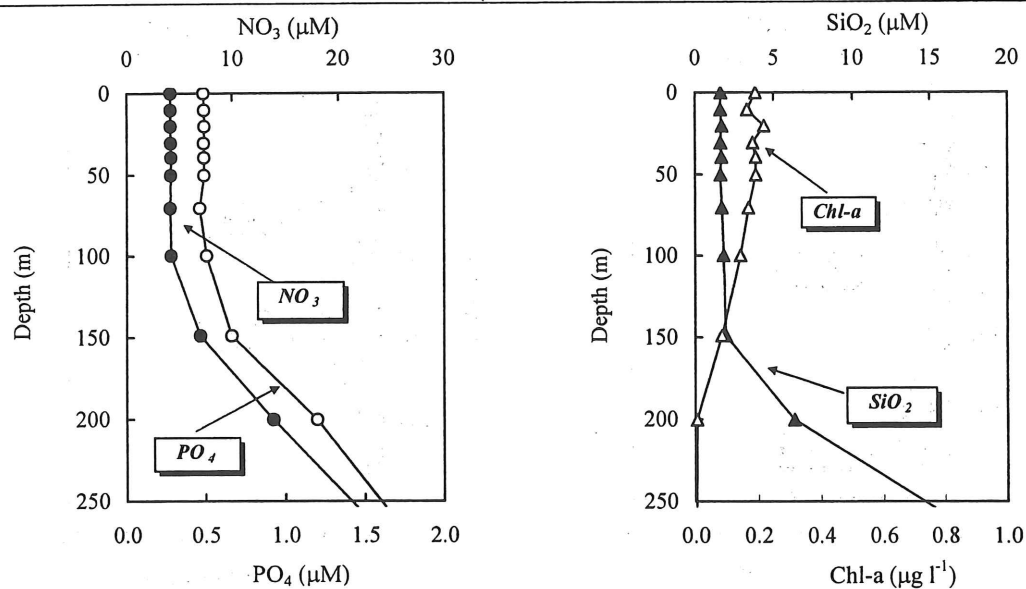 NO3 (µM)
0 10 20 30
0
50
100
150
200
250
Depth (m)
NO3
PO4
0.0 0.5 1.0 1.5 2.0
PO4 (µM)
SiO2 (µM)
0 5 10 15 20
0
50
100
150
200
250
Depth (m)
Chl-a
SiO2
0.0 0.2 0.4 0.6 0.8 1.0
Chl-a (µg l-1)